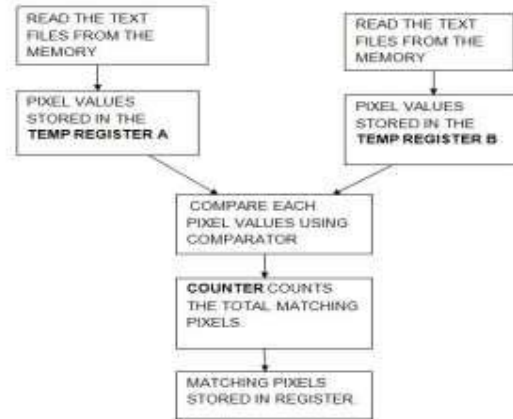 READ THE TEXT
FILES FROM THE
MEMORY
READ THE TEXT
FILES FROM THE
MEMORY
PIXEL VALUES
STORED IN THE
TEMP REGISTER A
PIXEL VALUES
STORED IN THE
TEMP REGISTER B
COMPARE EACH
PIXEL VALUES USING
COMPARATOR
COUNTER COUNTS
THE TOTAL MATCHING
PIXELS
MATCHING PIXELS
STORED IN REGISTER